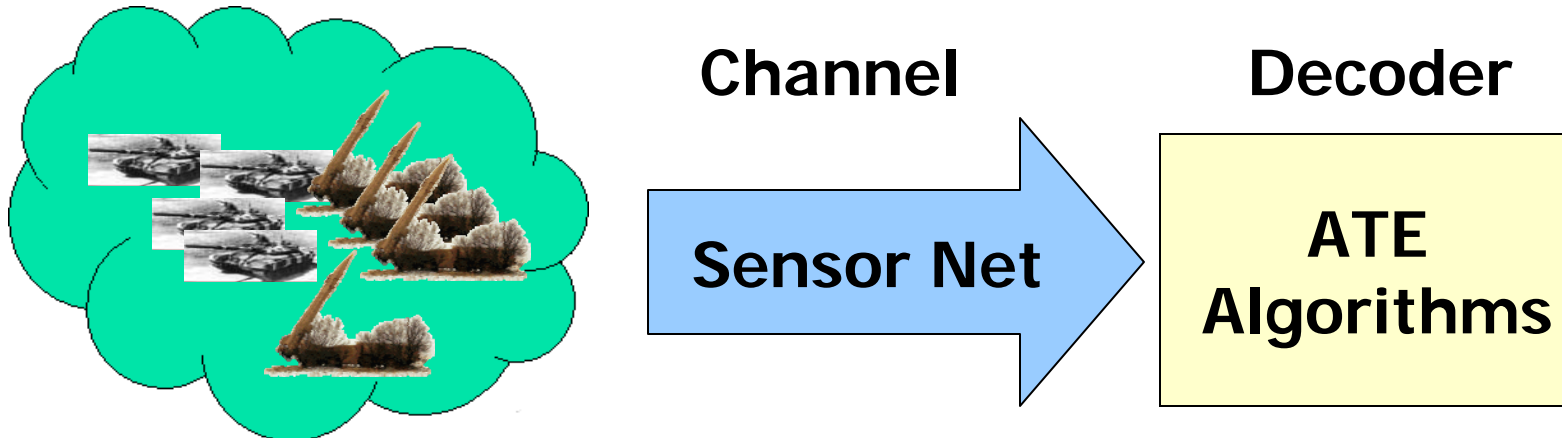 Channel
Decoder
Sensor Net
ATE
Algorithms